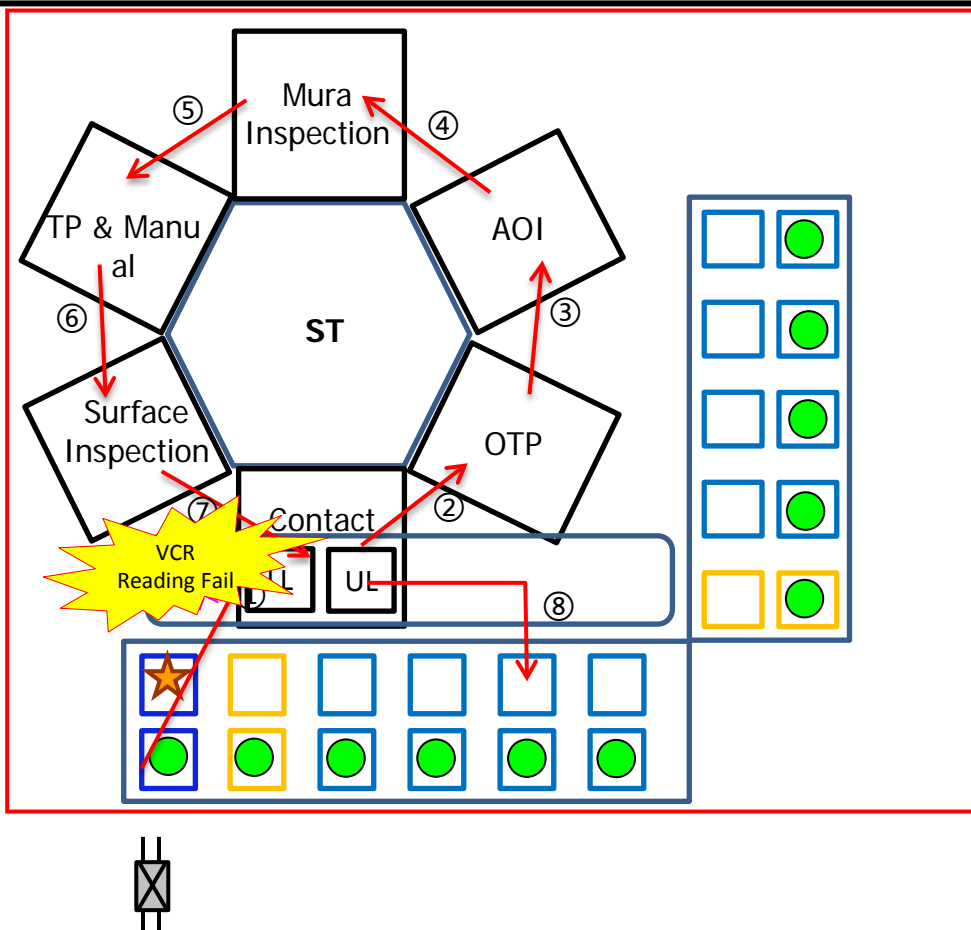 Mura
Inspection
⑤
④
TP & Manu
al
AOI
⑥
③
ST
Surface
Inspection
OTP
⑦
②
Contact
VCR
Reading Fail
UL
①
⑧